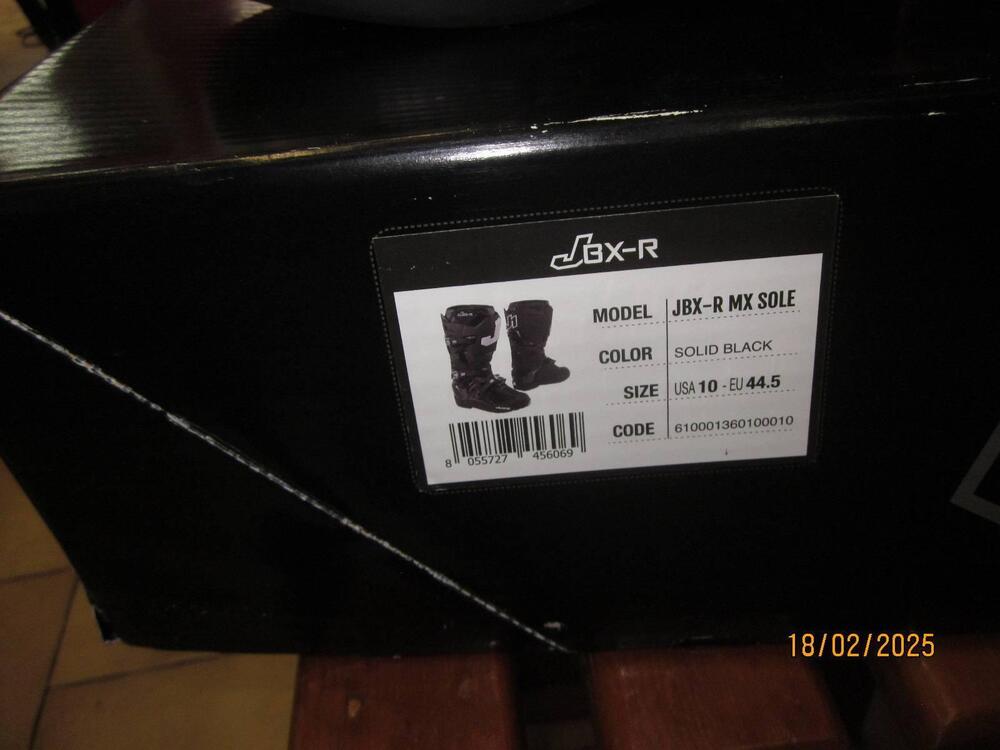 JBX-R
MODEL JBX-R MX SOLE
COLOR SOLID BLACK
SIZE USA 10 - EU 44.5
CODE 610001360100010
8 055727 456069
18/02/2025